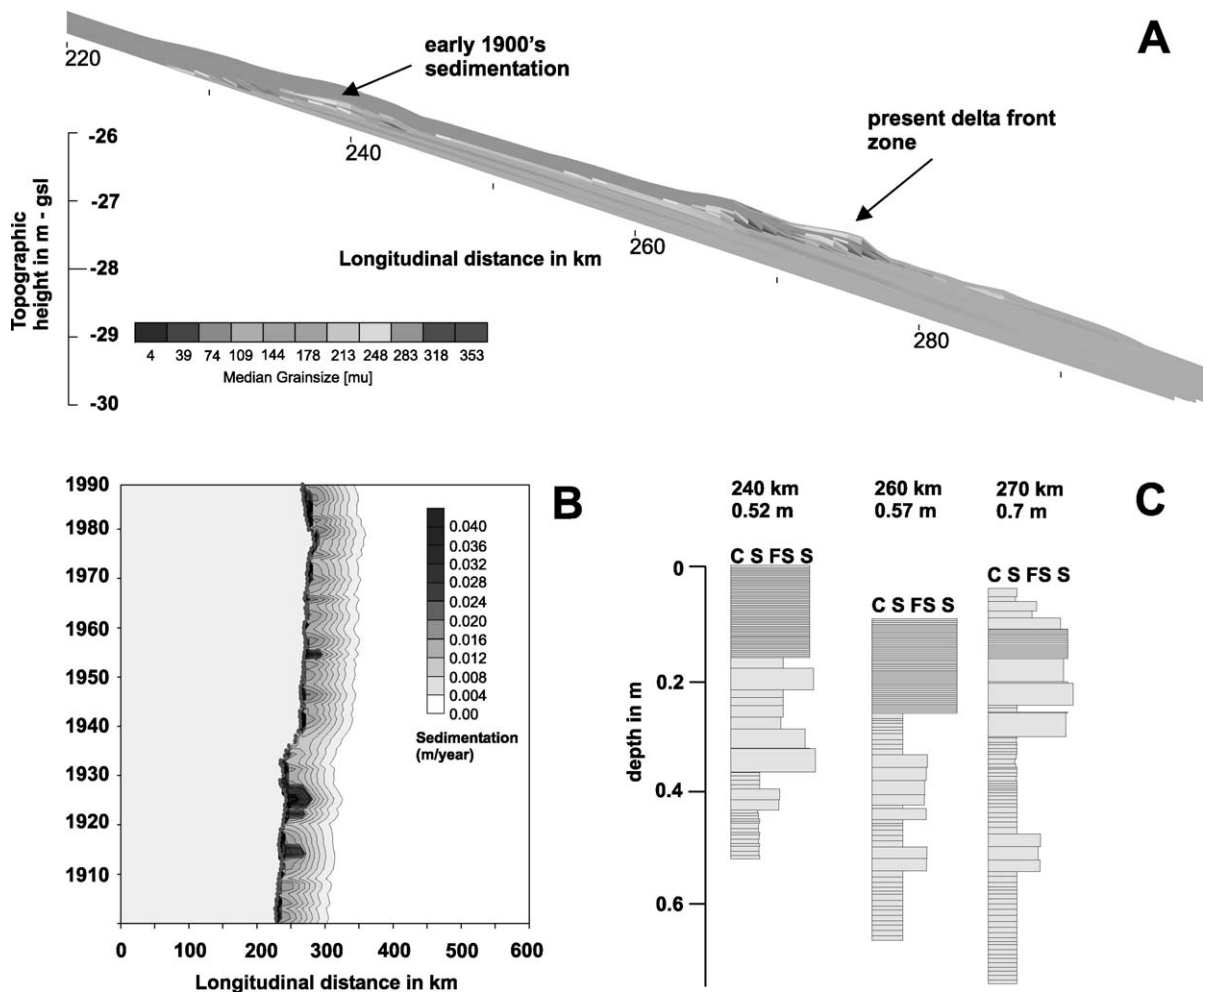 A
220
early 1900's
sedimentation
present delta front
zone
240
260
280
Longitudinal distance in km
Topographic
height in m - gsl
-26
-27
-28
-29
-30
4 39 74 109 144 178 213 248 283 318 353
Median Grainsize [mu]
B
1990
1980
1970
1960
1950
1940
1930
1920
1910
0 100 200 300 400 500 600
Longitudinal distance in km
0.040
0.036
0.032
0.028
0.024
0.020
0.016
0.012
0.008
0.004
0.00
Sedimentation
(m/year)
C
240 km
0.52 m
260 km
0.57 m
270 km
0.7 m
C S FS S
C S FS S
C S FS S
0
0.2
0.4
0.6
depth in m